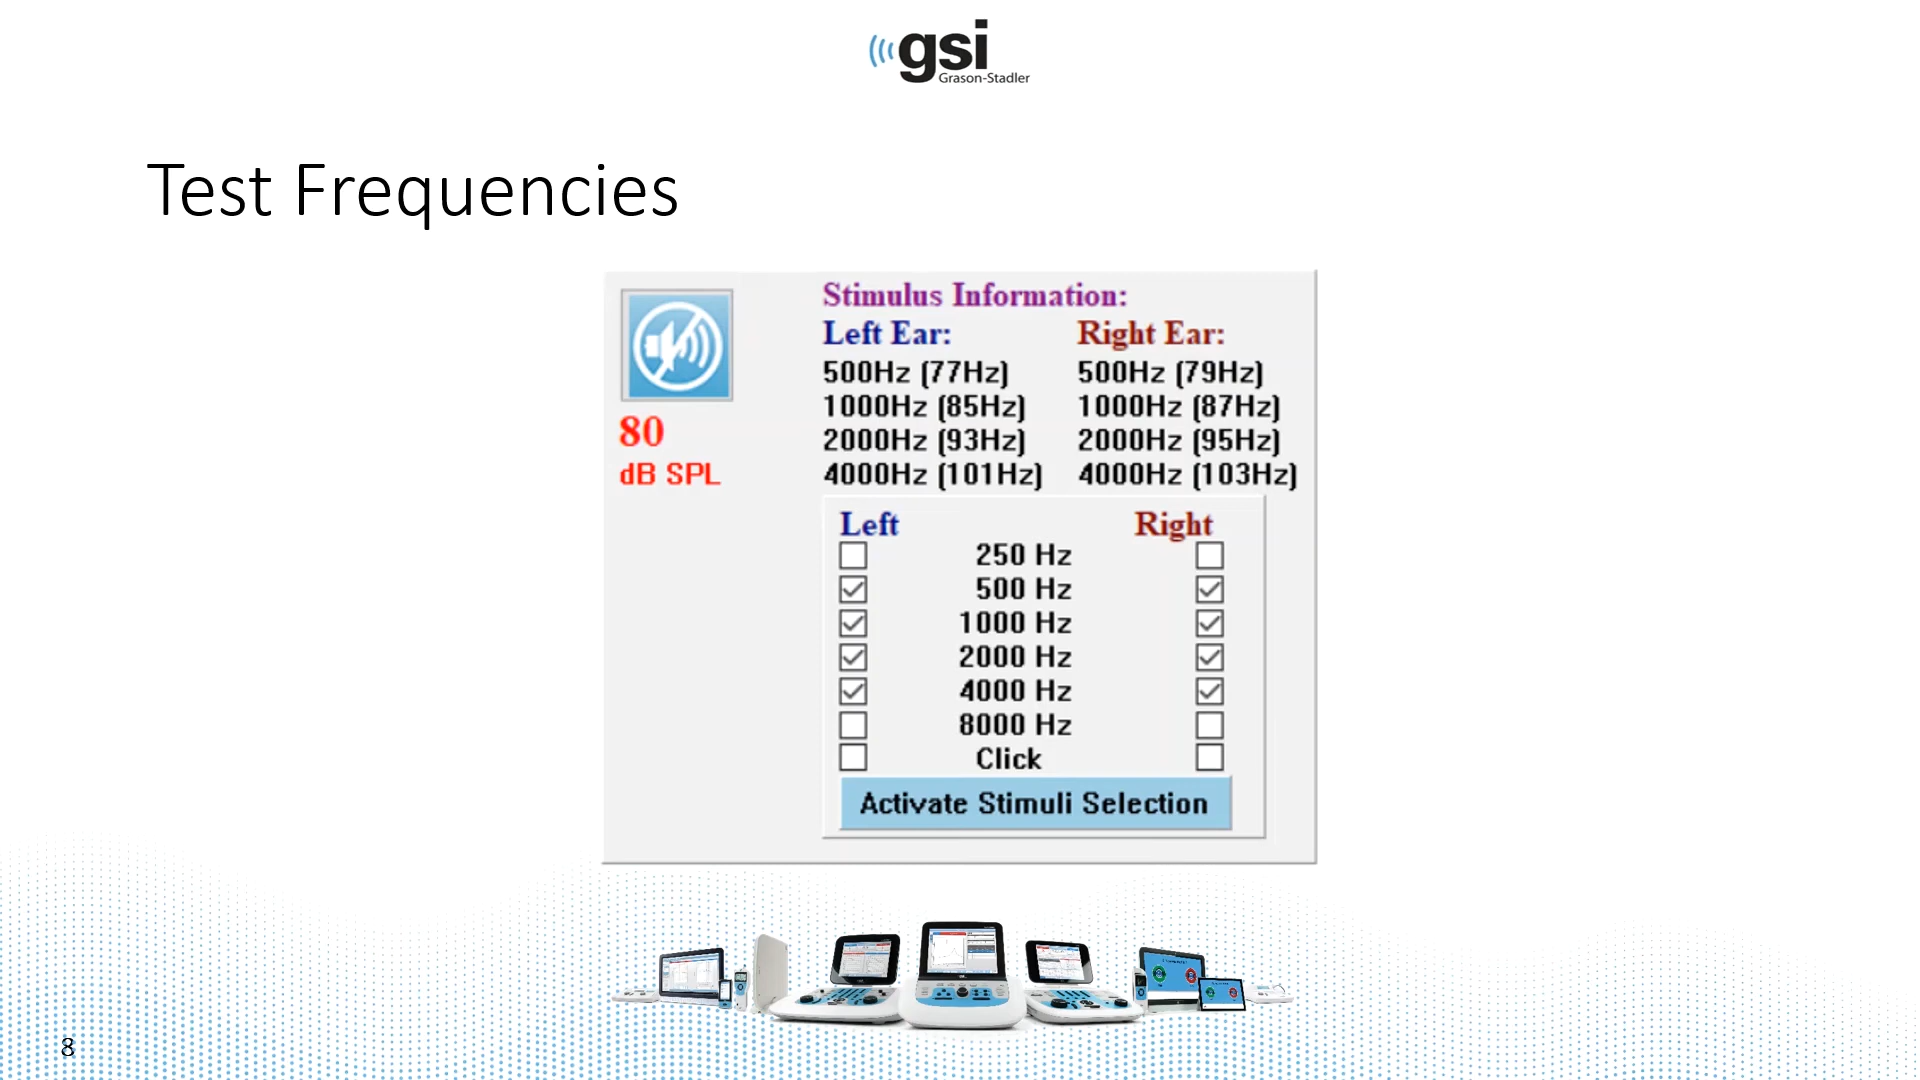 gsi
Grason-Stadler
Test Frequencies
Stimulus Information:
Left Ear: Right Ear:
500Hz (77Hz) 500Hz (79Hz)
1000Hz (85Hz) 1000Hz (87Hz)
2000Hz (93Hz) 2000Hz (95Hz)
4000Hz (101Hz) 4000Hz (103Hz)
80
dB SPL
Left Right
250 Hz
500 Hz
1000 Hz
2000 Hz
4000 Hz
8000 Hz
Click
Activate Stimuli Selection
8